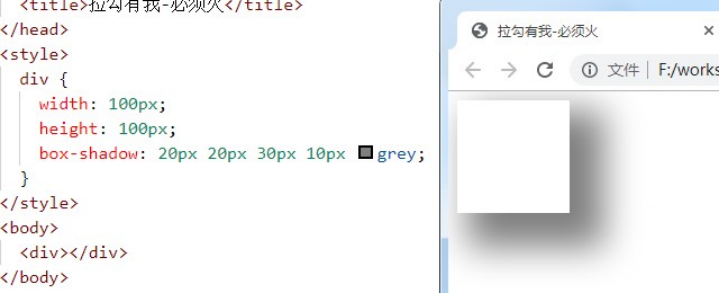 <title>拉勾有我-必须火</title>
</head>
<style>
div {
width: 100px;
height: 100px;
box-shadow: 20px 20px 30px 10px grey;
}
</style>
<body>
<div></div>
</body>
拉勾有我-必须火
文件 | F:/works